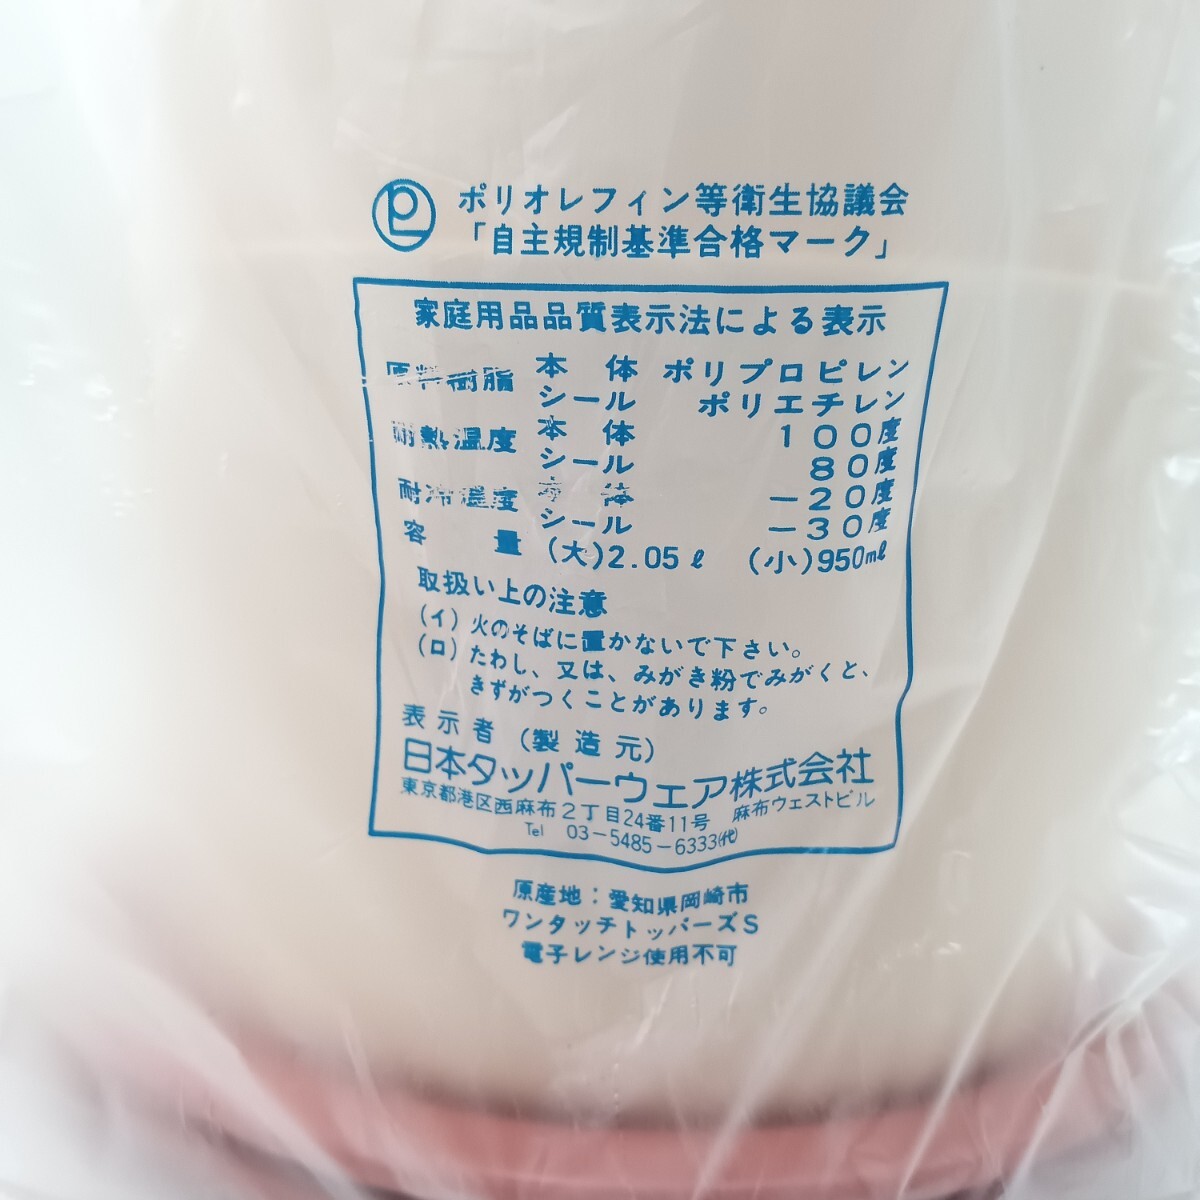 ポリオレフィン等衛生協議会
「自主規制基準合格マーク」
家庭用品品質表示法による表示
原料樹脂 本体 ポリプロピレン
シール ポリエチレン
耐熱温度 本体 100度
シール 80度
耐冷温度 本体 -20度
シール -30度
容量 (大)2.05ℓ (小)950mℓ
取扱い上の注意
(イ)火のそばに置かないで下さい。
(ロ)たわし、又は、みがき粉でみがくと、
きずがつくことがあります。
表示者(製造元)
日本タッパーウェア株式会社
東京都港区西麻布2丁目24番11号 麻布ウェストビル
Tel 03-5485-6333(代)
原産地:愛知県岡崎市
ワンタッチトッパーズS
電子レンジ使用不可